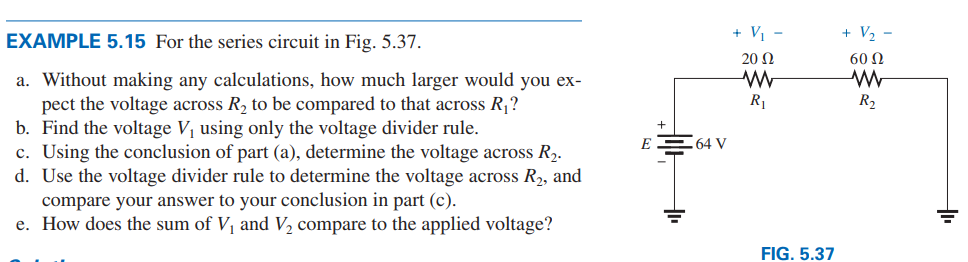 EXAMPLE 5.15 For the series circuit in Fig. 5.37.
a. Without making any calculations, how much larger would you ex-
pect the voltage across R₂ to be compared to that across R₁?
b. Find the voltage V₁ using only the voltage divider rule.
c. Using the conclusion of part (a), determine the voltage across R₂.
d. Use the voltage divider rule to determine the voltage across R₂, and
compare your answer to your conclusion in part (c).
e. How does the sum of V₁ and V₂ compare to the applied voltage?
+ V₁ −
+ V₂ −
20 Ω
60 Ω
R₁
R₂
+
E
64 V
−
FIG. 5.37